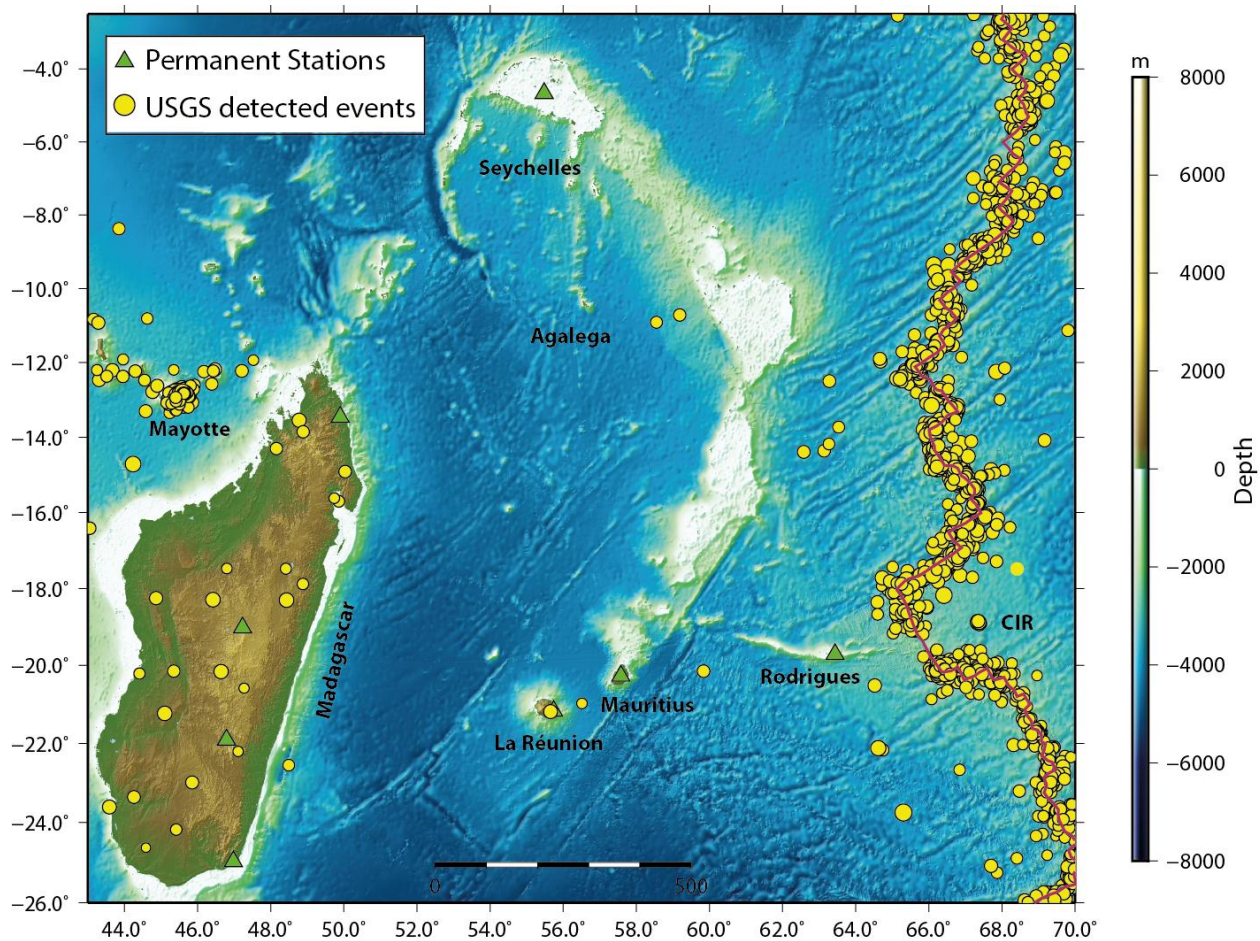 Permanent Stations
USGS detected events
m
8000
6000
4000
2000
0
−2000
−4000
−6000
−8000
Depth
−4.0˚
−6.0˚
−8.0˚
−10.0˚
−12.0˚
−14.0˚
−16.0˚
−18.0˚
−20.0˚
−22.0˚
−24.0˚
−26.0˚
Seychelles
Agalega
Mayotte
Madagascar
CIR
Rodrigues
Mauritius
La Réunion
0 500
44.0˚ 46.0˚ 48.0˚ 50.0˚ 52.0˚ 54.0˚ 56.0˚ 58.0˚ 60.0˚ 62.0˚ 64.0˚ 66.0˚ 68.0˚ 70.0˚